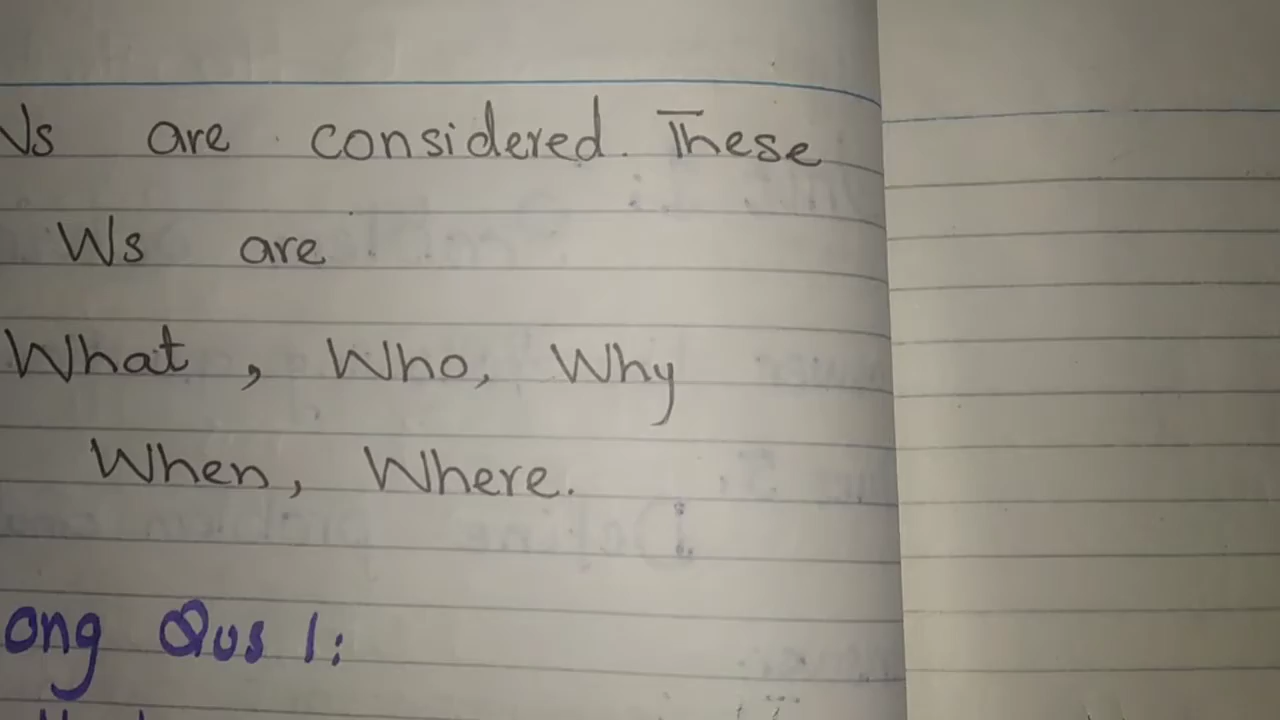 Ws are considered. These
Ws are
What, Who, Why
When, Where.
ong Qus 1: